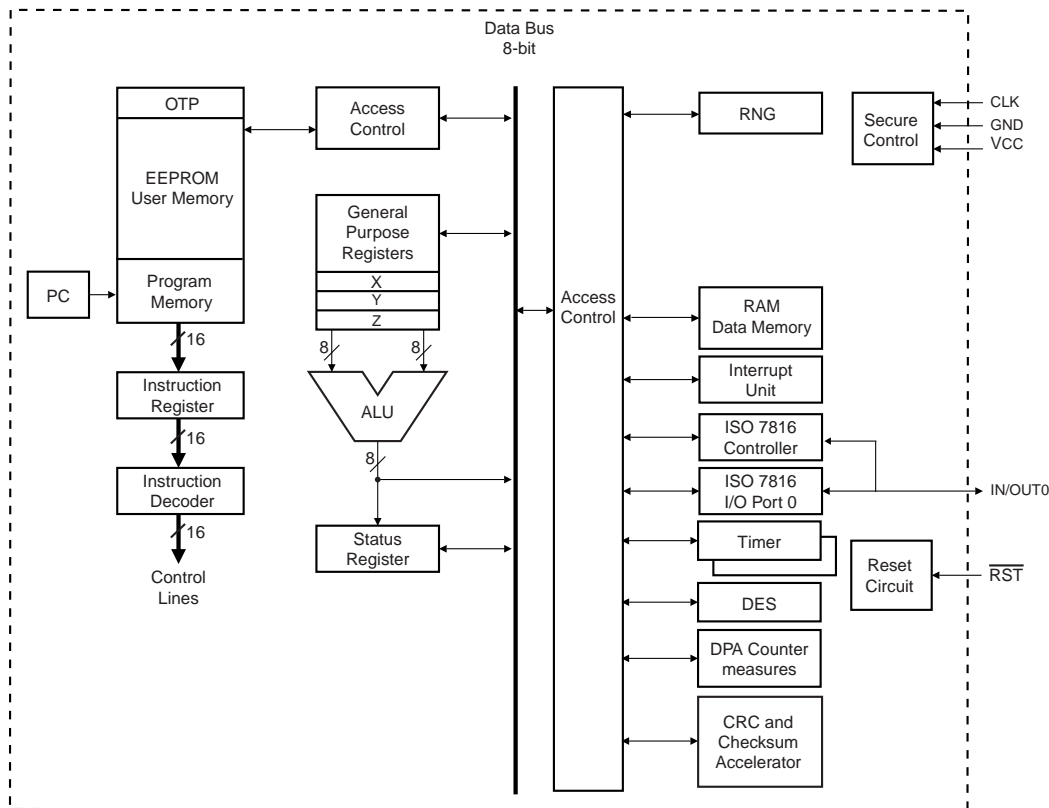 Data Bus
8-bit
OTP
EEPROM
User Memory
Program
Memory
PC
16
Instruction
Register
16
Instruction
Decoder
16
Control
Lines
Access
Control
General
Purpose
Registers
X
Y
Z
8
8
ALU
8
Status
Register
Access
Control
RNG
RAM
Data Memory
Interrupt
Unit
ISO 7816
Controller
ISO 7816
I/O Port 0
Timer
DES
DPA Counter
measures
CRC and
Checksum
Accelerator
Secure
Control
CLK
GND
VCC
IN/OUT0
Reset
Circuit
RST